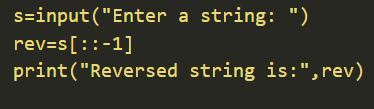 s=input("Enter a string: ")
rev=s[::-1]
print("Reversed string is:",rev)